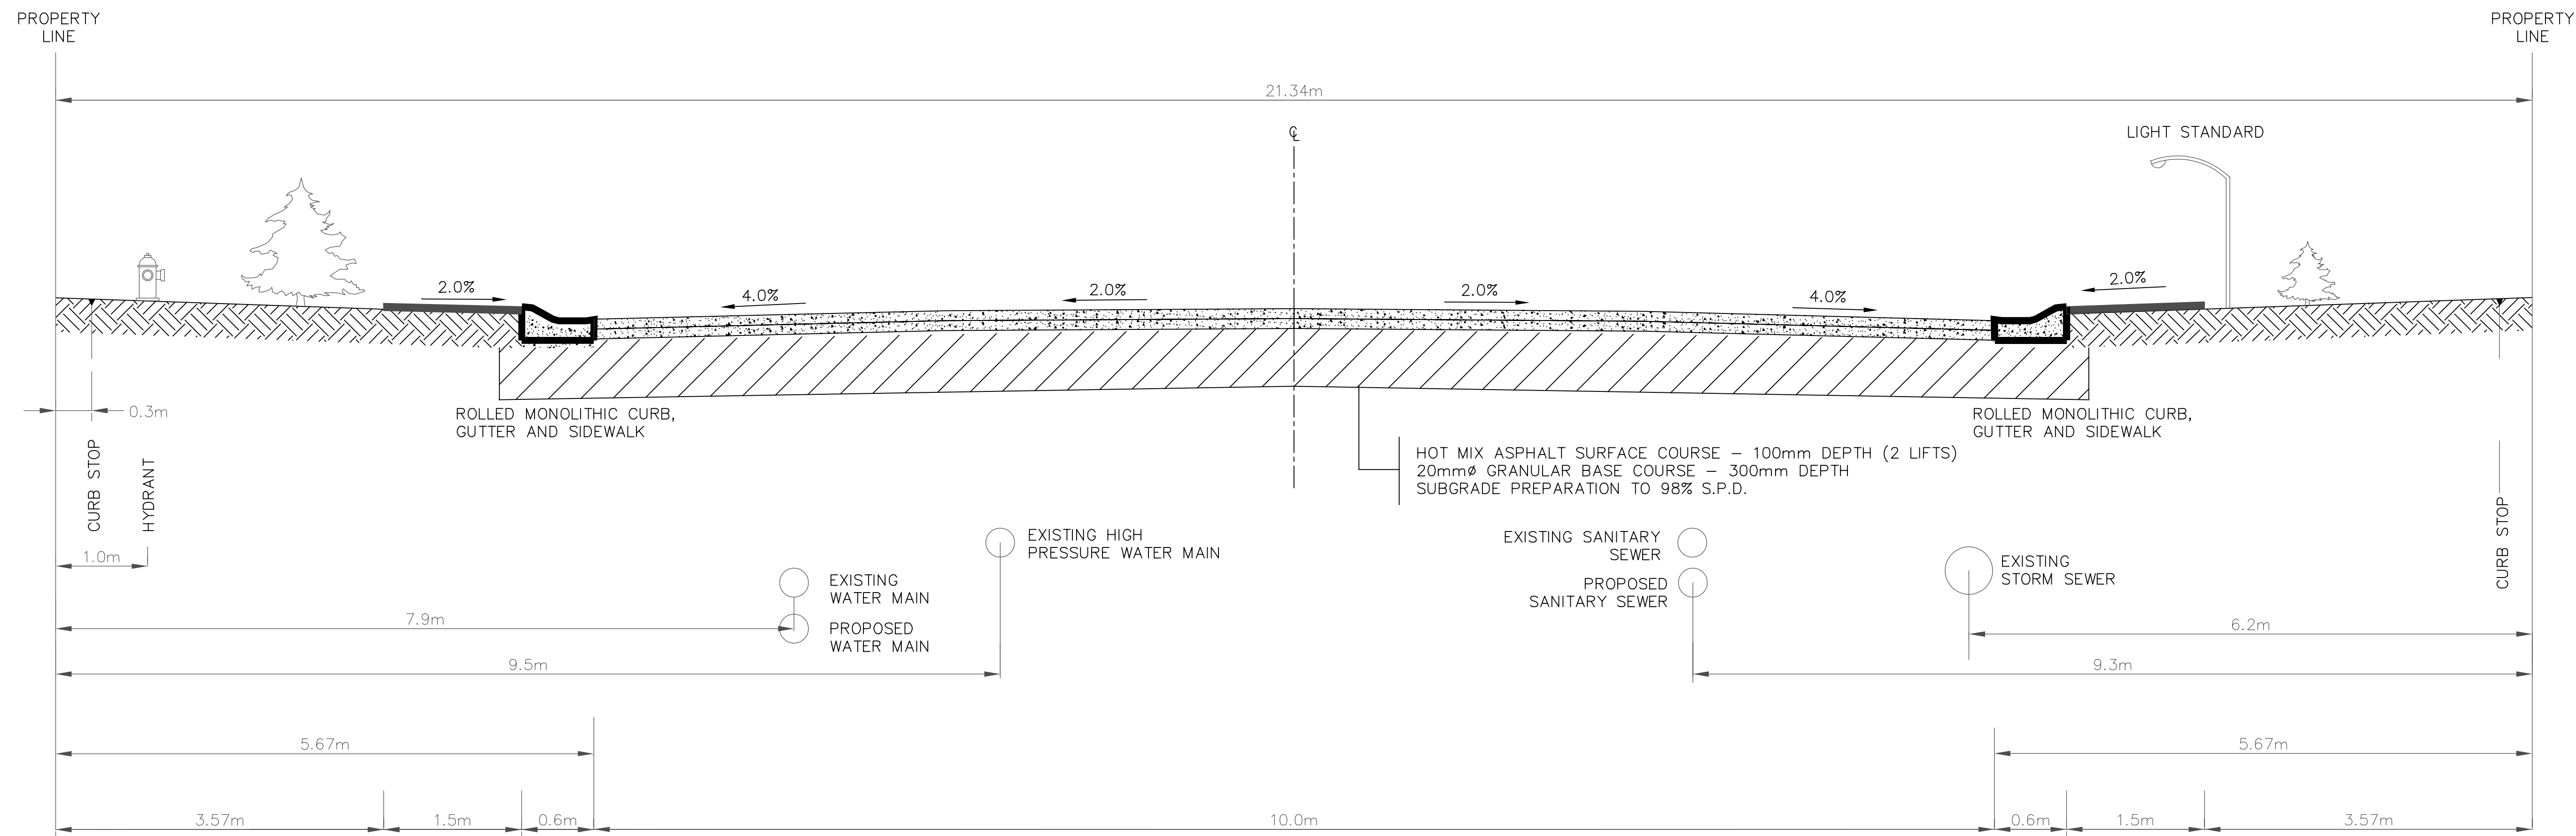 PROPERTY
LINE
PROPERTY
LINE
21.34m
℄
LIGHT STANDARD
2.0%
4.0%
2.0%
2.0%
4.0%
2.0%
0.3m
ROLLED MONOLITHIC CURB,
GUTTER AND SIDEWALK
ROLLED MONOLITHIC CURB,
GUTTER AND SIDEWALK
HOT MIX ASPHALT SURFACE COURSE – 100mm DEPTH (2 LIFTS)
20mmø GRANULAR BASE COURSE – 300mm DEPTH
SUBGRADE PREPARATION TO 98% S.P.D.
CURB STOP
HYDRANT
CURB STOP
1.0m
EXISTING HIGH
PRESSURE WATER MAIN
EXISTING SANITARY
SEWER
EXISTING
STORM SEWER
EXISTING
WATER MAIN
PROPOSED
SANITARY SEWER
7.9m
PROPOSED
WATER MAIN
6.2m
9.5m
9.3m
5.67m
5.67m
3.57m
1.5m
0.6m
10.0m
0.6m
1.5m
3.57m